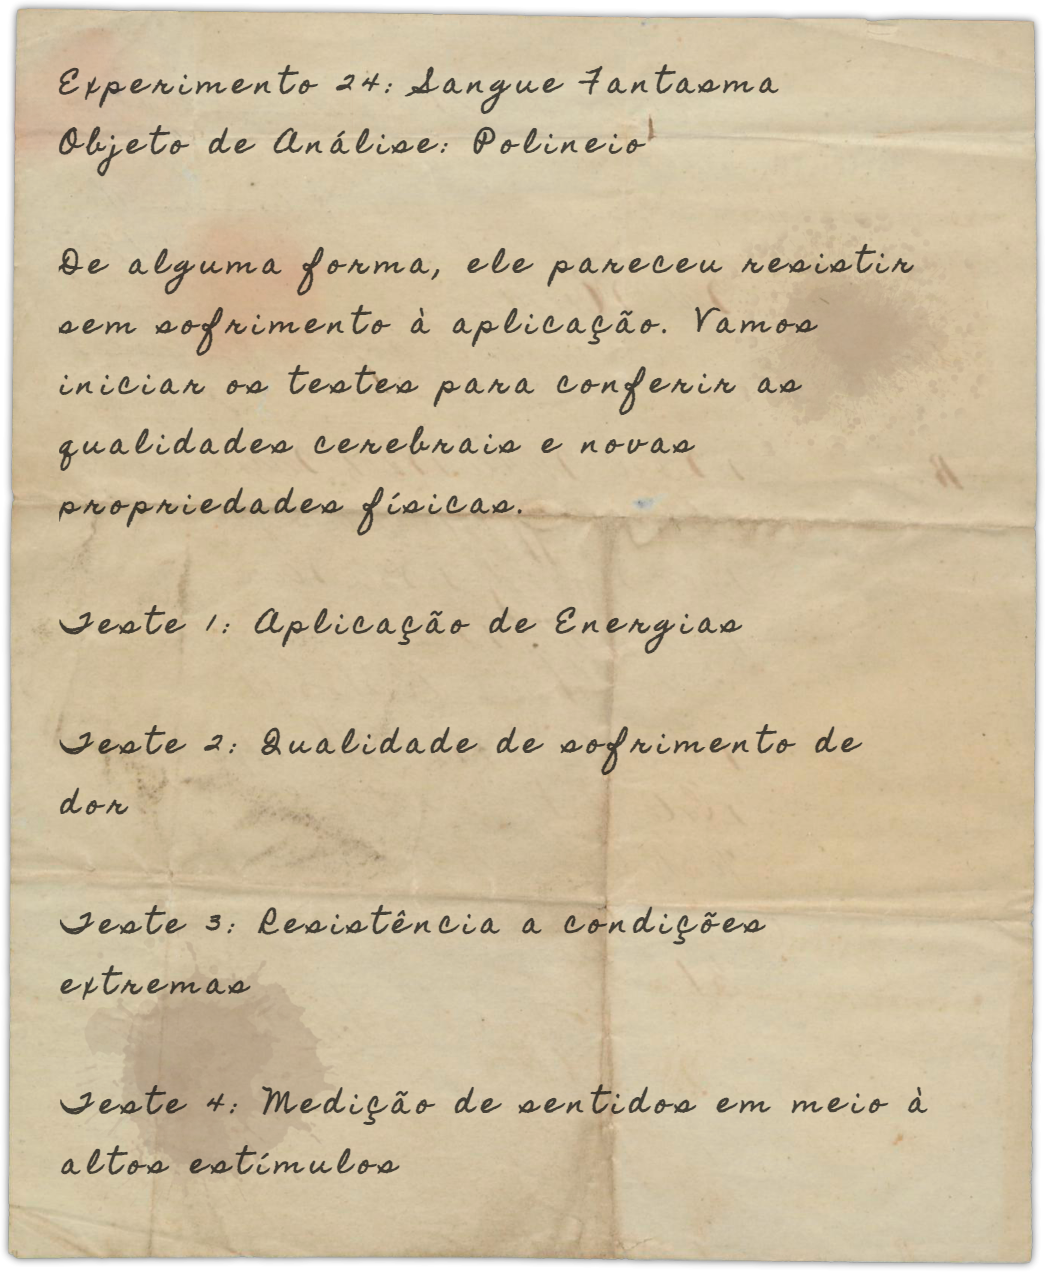 Experimento 24: Sangue Fantasma
Objeto de Análise: Polineio
De alguma forma, ele pareceu resistir
sem sofrimento à aplicação. Vamos
iniciar os testes para conferir as
qualidades cerebrais e novas
propriedades físicas.
Teste 1: Aplicação de Energias
Teste 2: Qualidade de sofrimento de
dor
Teste 3: Resistência a condições
extremas
Teste 4: Medição de sentidos em meio à
altos estímulos